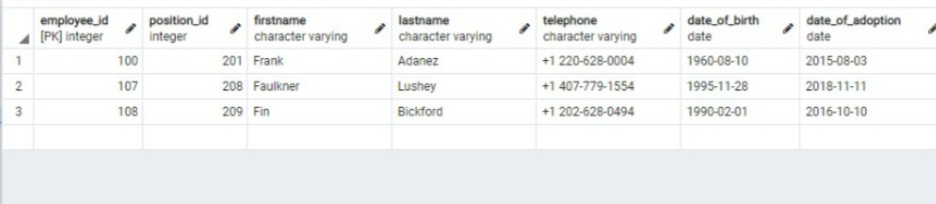 employee_id position_id firstname lastname telephone date_of_birth date_of_adoption
[PK] integer integer character varying character varying character varying date date
1 100 201 Frank Adanez +1 220-628-0004 1960-08-10 2015-08-03
2 107 208 Faulkner Lushey +1 407-779-1554 1995-11-28 2018-11-11
3 108 209 Fin Bickford +1 202-628-0494 1990-02-01 2016-10-10